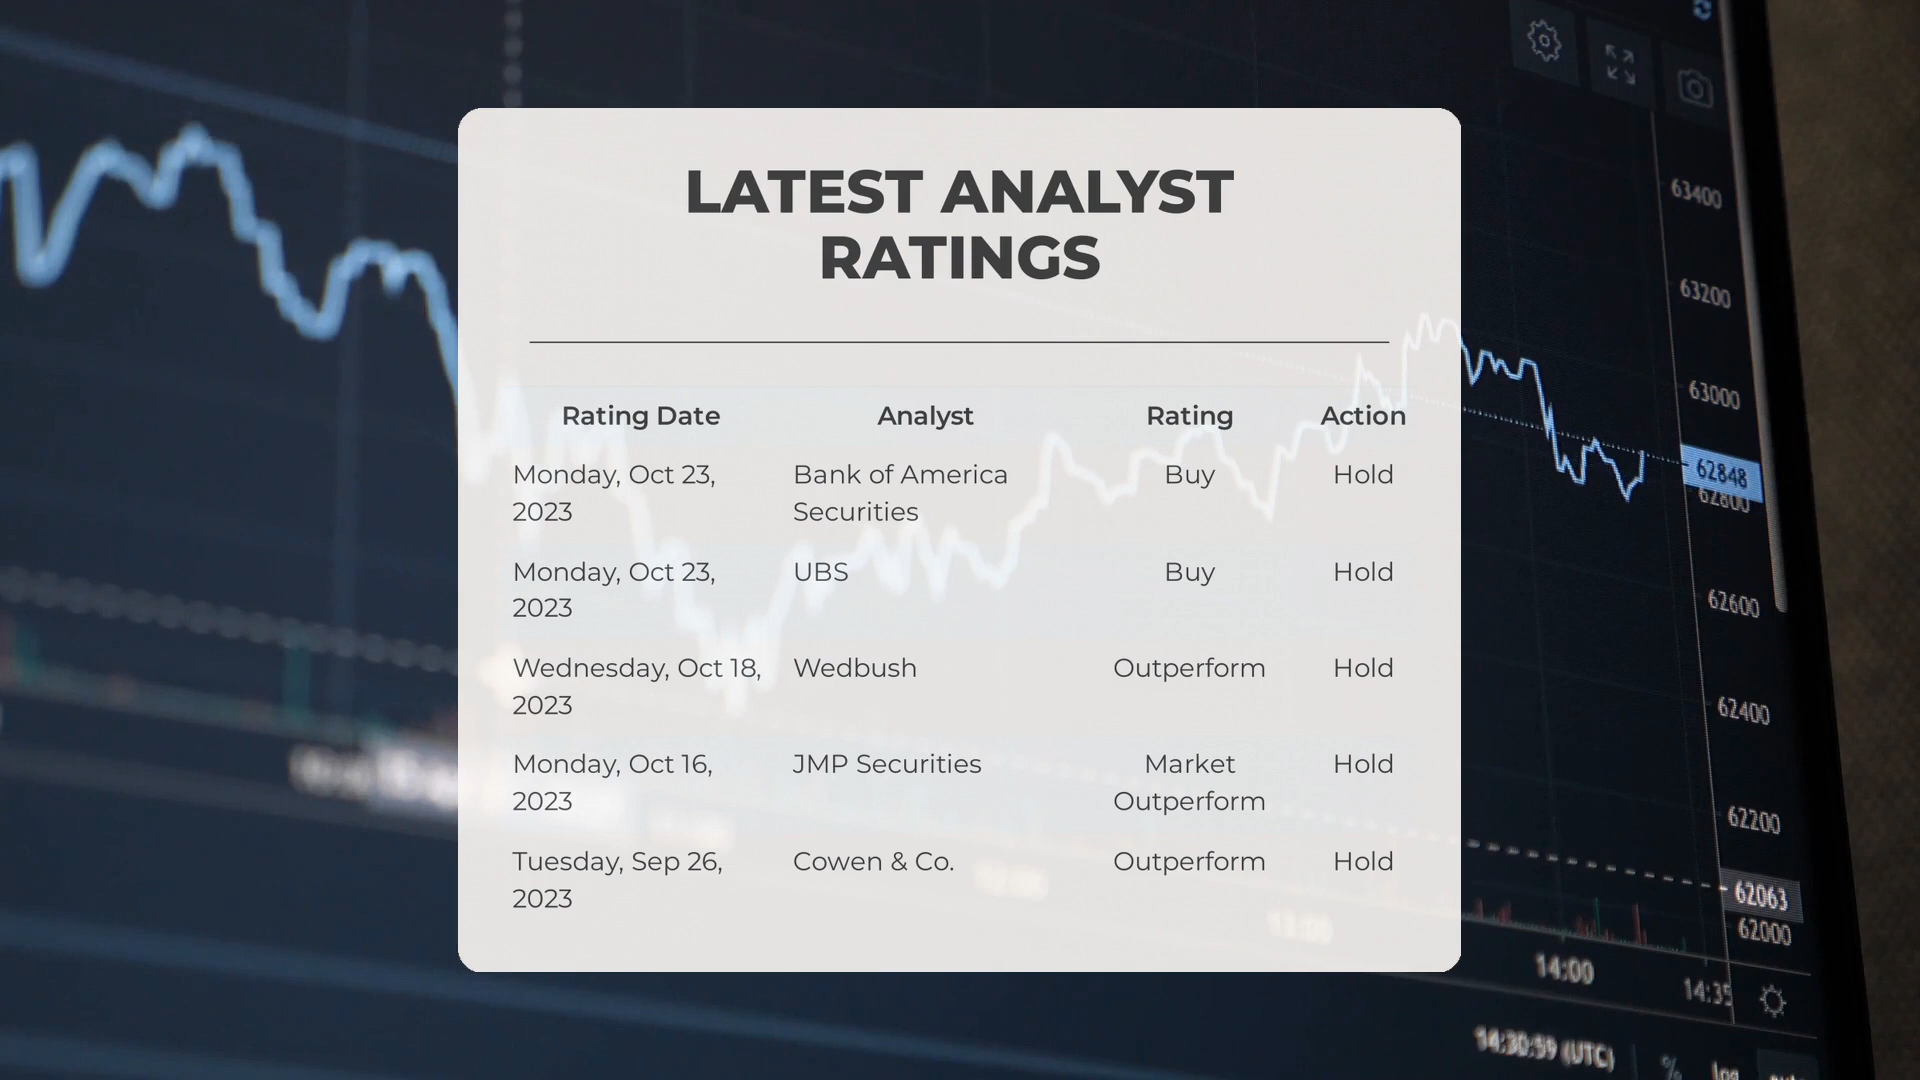 LATEST ANALYST
RATINGS
Rating Date Analyst Rating Action
Monday, Oct 23, Bank of America Buy Hold
2023 Securities
Monday, Oct 23, UBS Buy Hold
2023
Wednesday, Oct 18, Wedbush Outperform Hold
2023
Monday, Oct 16, JMP Securities Market Hold
2023 Outperform
Tuesday, Sep 26, Cowen & Co. Outperform Hold
2023
63400
63200
63000
62848
62800
62600
62400
62200
62063
62000
14:00
14:35
14:30:59 (UTC)
%
log